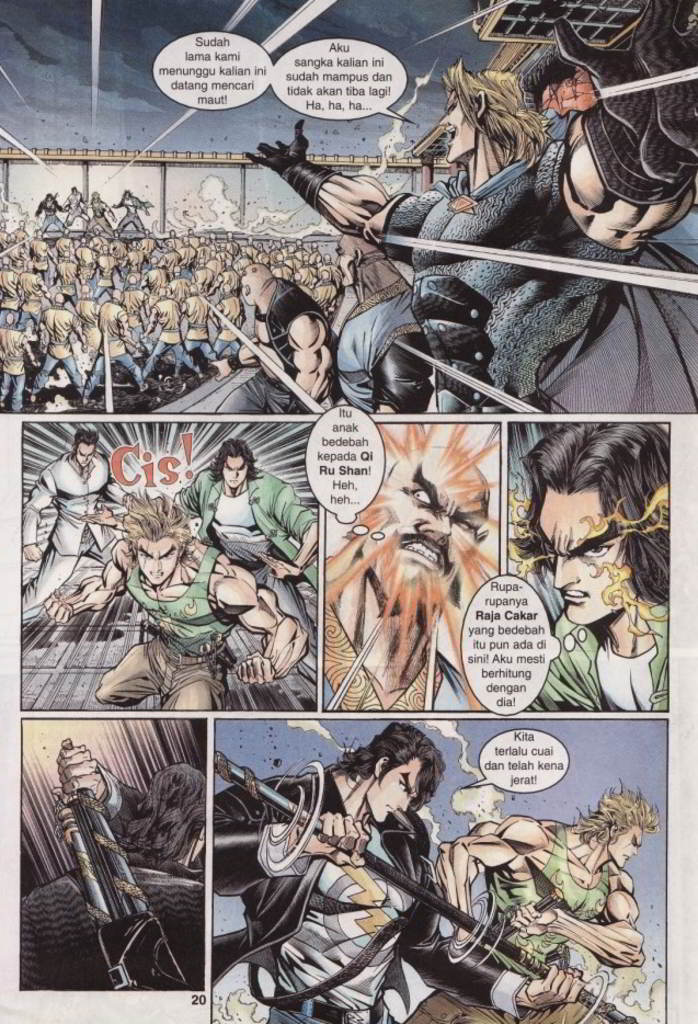 Sudah
lama kami
menunggu kalian ini
datang mencari
maut!
Aku
sangka kalian ini
sudah mampus dan
tidak akan tiba lagi!
Ha, ha, ha...
Cis!
Itu
anak
bedebah
kepada Qi
Ru Shan!
Heh,
heh...
Rupa-
rupanya
Raja Cakar
yang bedebah
itu pun ada di
sini! Aku mesti
berhitung
dengan
dia!
Kita
terlalu cuai
dan telah kena
jerat!
20